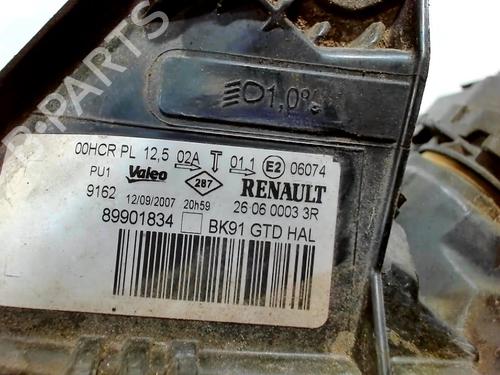 B-PARTS
1,0%
00HCR PL 12,5 02A T 01,1 E2 06074
PU1 Valeo 287 RENAULT
9162 12/09/2007 20h59 26 06 0003 3R
89901834 BK91 GTD HAL